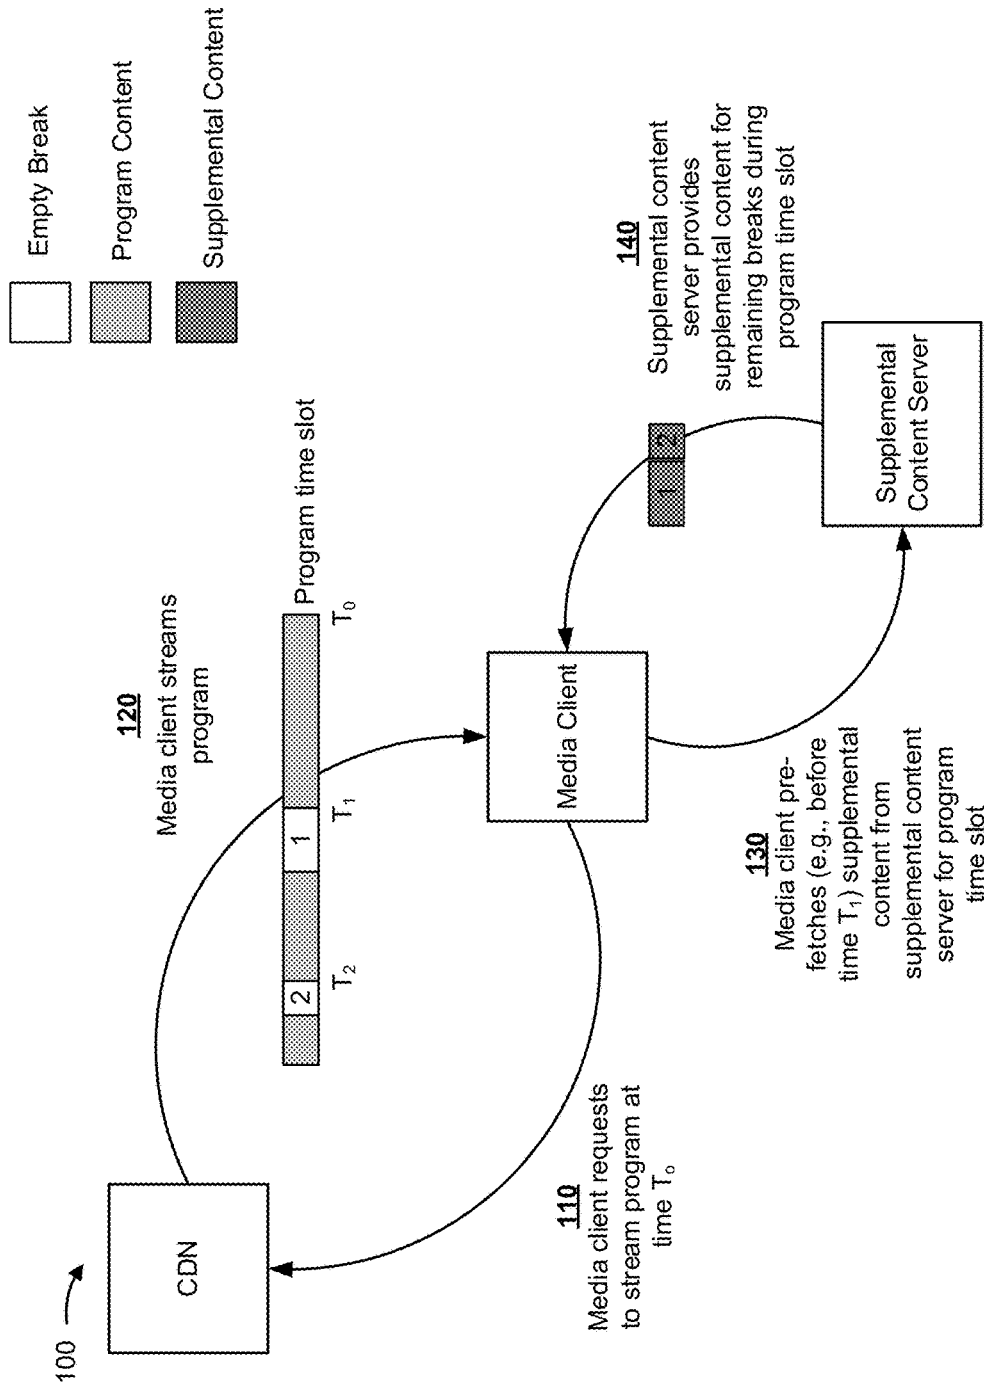 100
CDN
110
Media client requests
to stream program at
time T₀
120
Media client streams
program
2
1
Program time slot
T₂
T₁
T₀
Media Client
130
Media client pre-
fetches (e.g., before
time T₁) supplemental
content from
supplemental content
server for program
time slot
1
2
140
Supplemental content
server provides
supplemental content for
remaining breaks during
program time slot
Supplemental
Content Server
Empty Break
Program Content
Supplemental Content